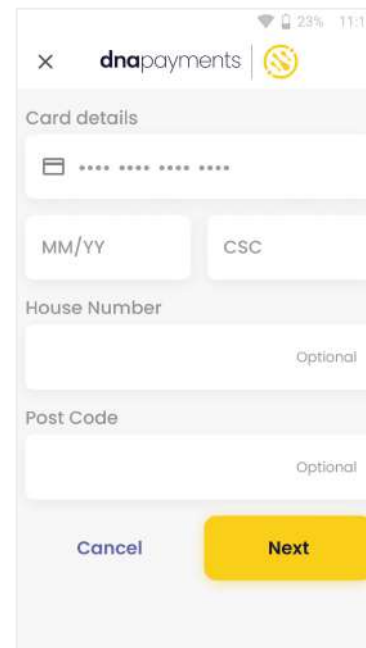 23% 11:1
dnapayments
Card details
•••• •••• •••• ••••
MM/YY CSC
House Number
Optional
Post Code
Optional
Cancel Next